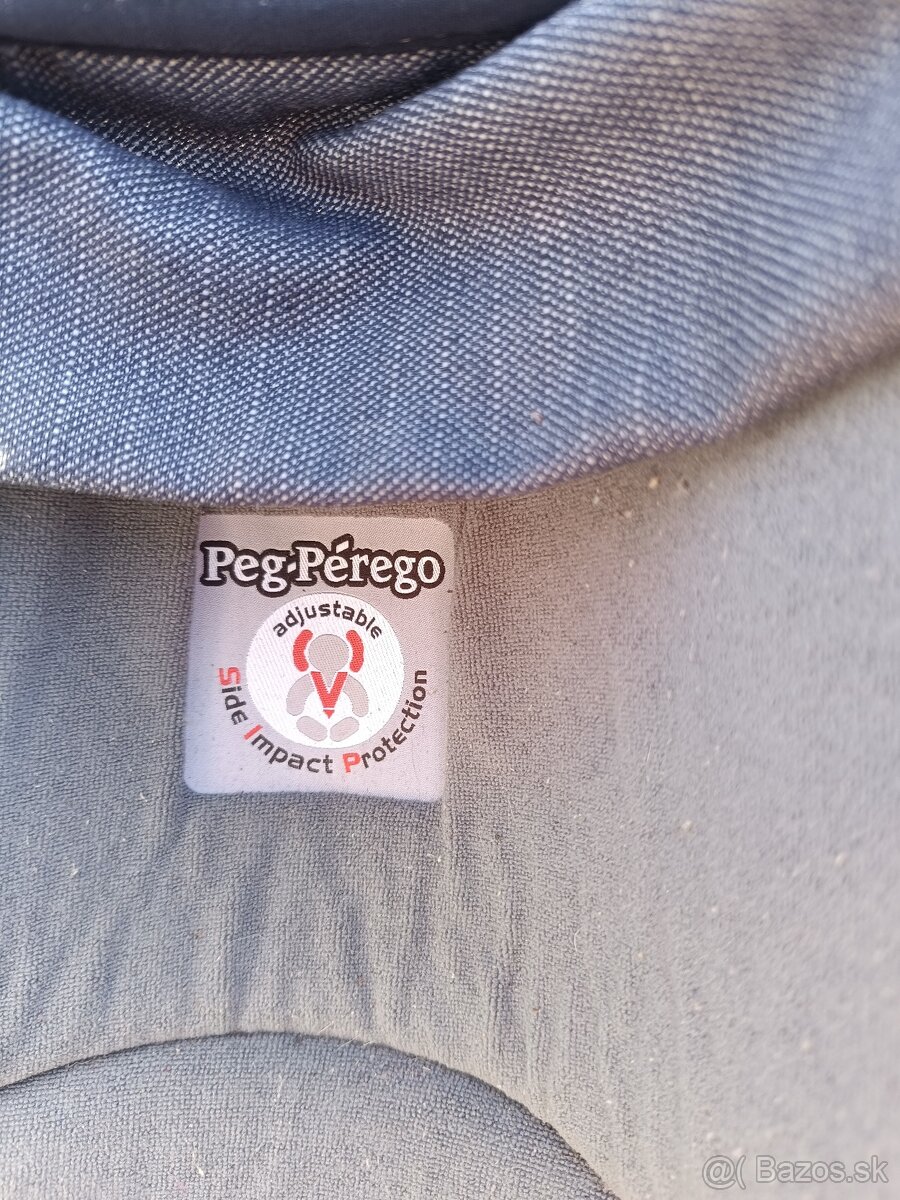 Peg-Pérego
adjustable
Side Impact Protection
@( Bazos.sk